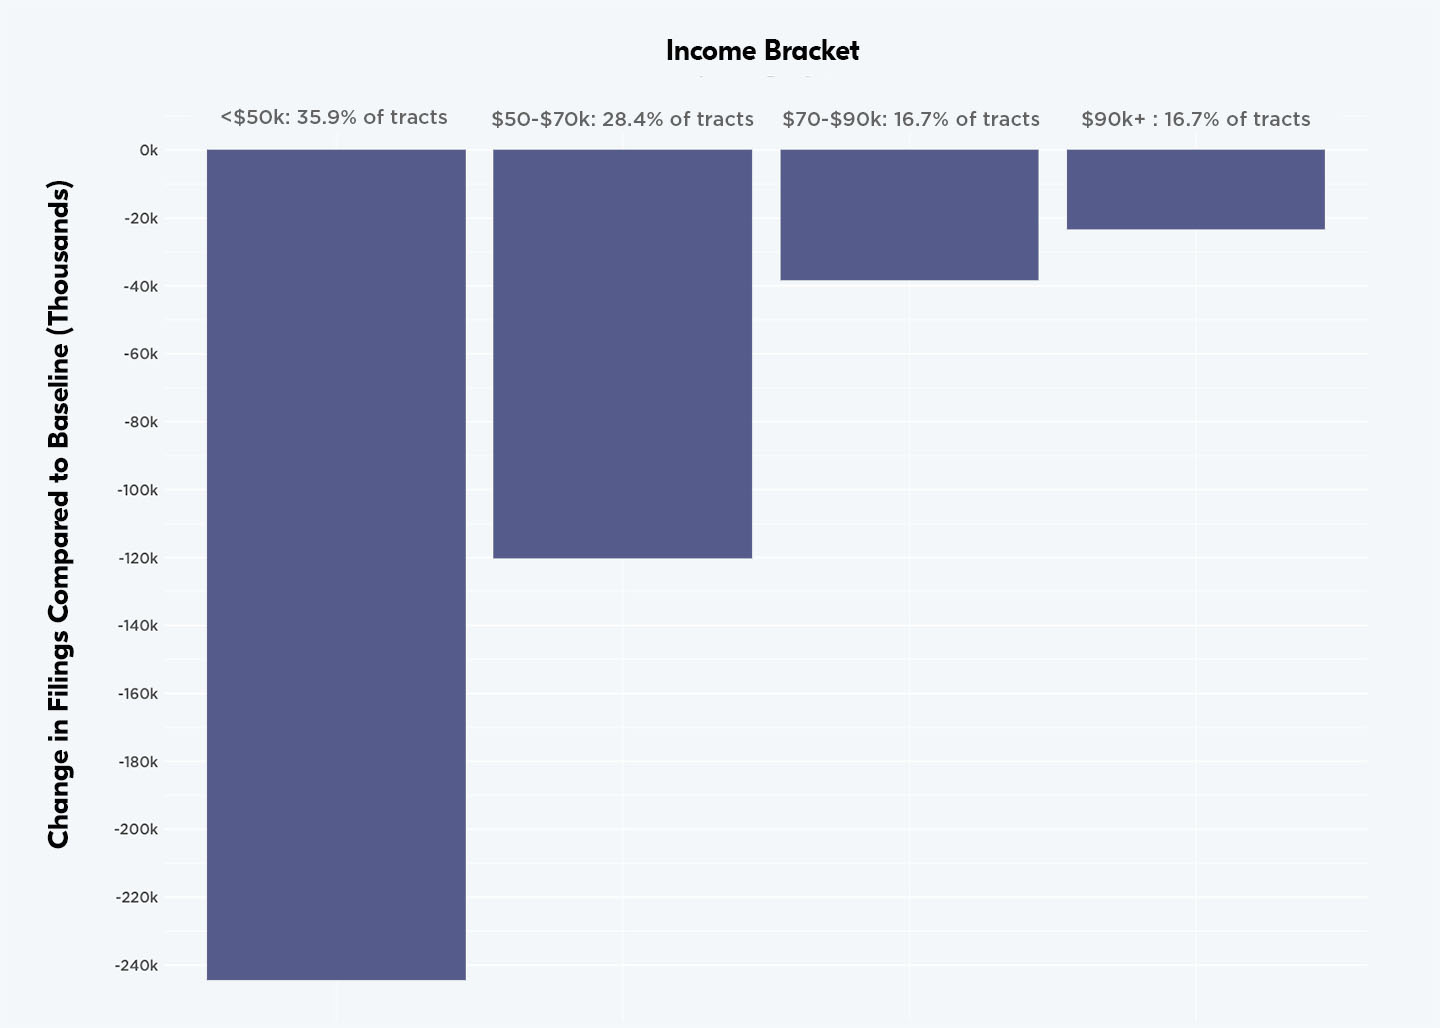 Income Bracket
<$50k: 35.9% of tracts
$50-$70k: 28.4% of tracts
$70-$90k: 16.7% of tracts
$90k+ : 16.7% of tracts
Change in Filings Compared to Baseline (Thousands)
0k
-20k
-40k
-60k
-80k
-100k
-120k
-140k
-160k
-180k
-200k
-220k
-240k